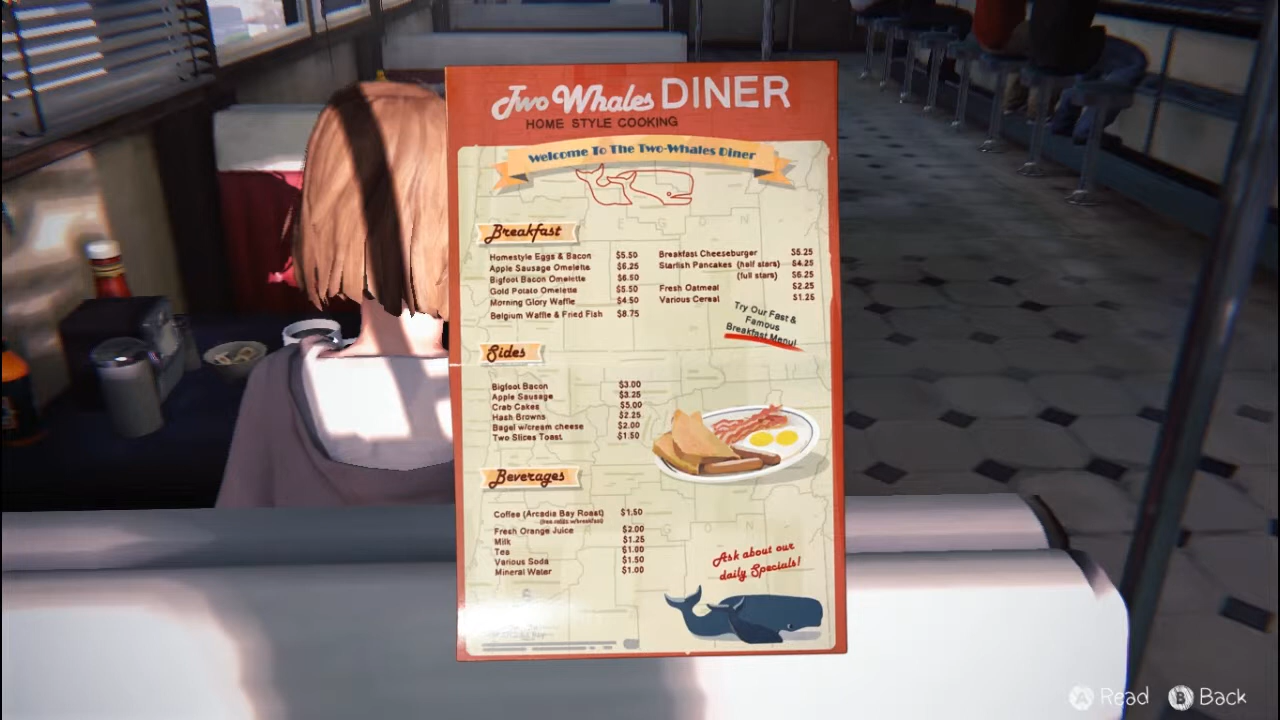 Two Whales DINER
HOME STYLE COOKING
Welcome To The Two-Whales Diner
Breakfast
Homestyle Eggs & Bacon $5.50
Apple Sausage Omelette $6.25
Bigfoot Bacon Omelette $6.50
Gold Potato Omelette $5.50
Morning Glory Waffle $4.50
Belgium Waffle & Fried Fish $8.75
Breakfast Cheeseburger $5.25
Starfish Pancakes (half stars) $4.25
(full stars) $6.25
Fresh Oatmeal $2.25
Various Cereal $1.25
Try Our Fast &
Famous
Breakfast Menu!
Sides
Bigfoot Bacon $3.00
Apple Sausage $3.25
Crab Cakes $5.00
Hash Browns $2.25
Bagel w/cream cheese $2.00
Two Slices Toast $1.50
Beverages
Coffee (Arcadia Bay Roast) $1.50
(free refills w/breakfast)
Fresh Orange Juice $2.00
Milk $1.25
Tea $1.00
Various Soda $1.50
Mineral Water $1.00
Ask about our
daily Specials!
A Read B Back